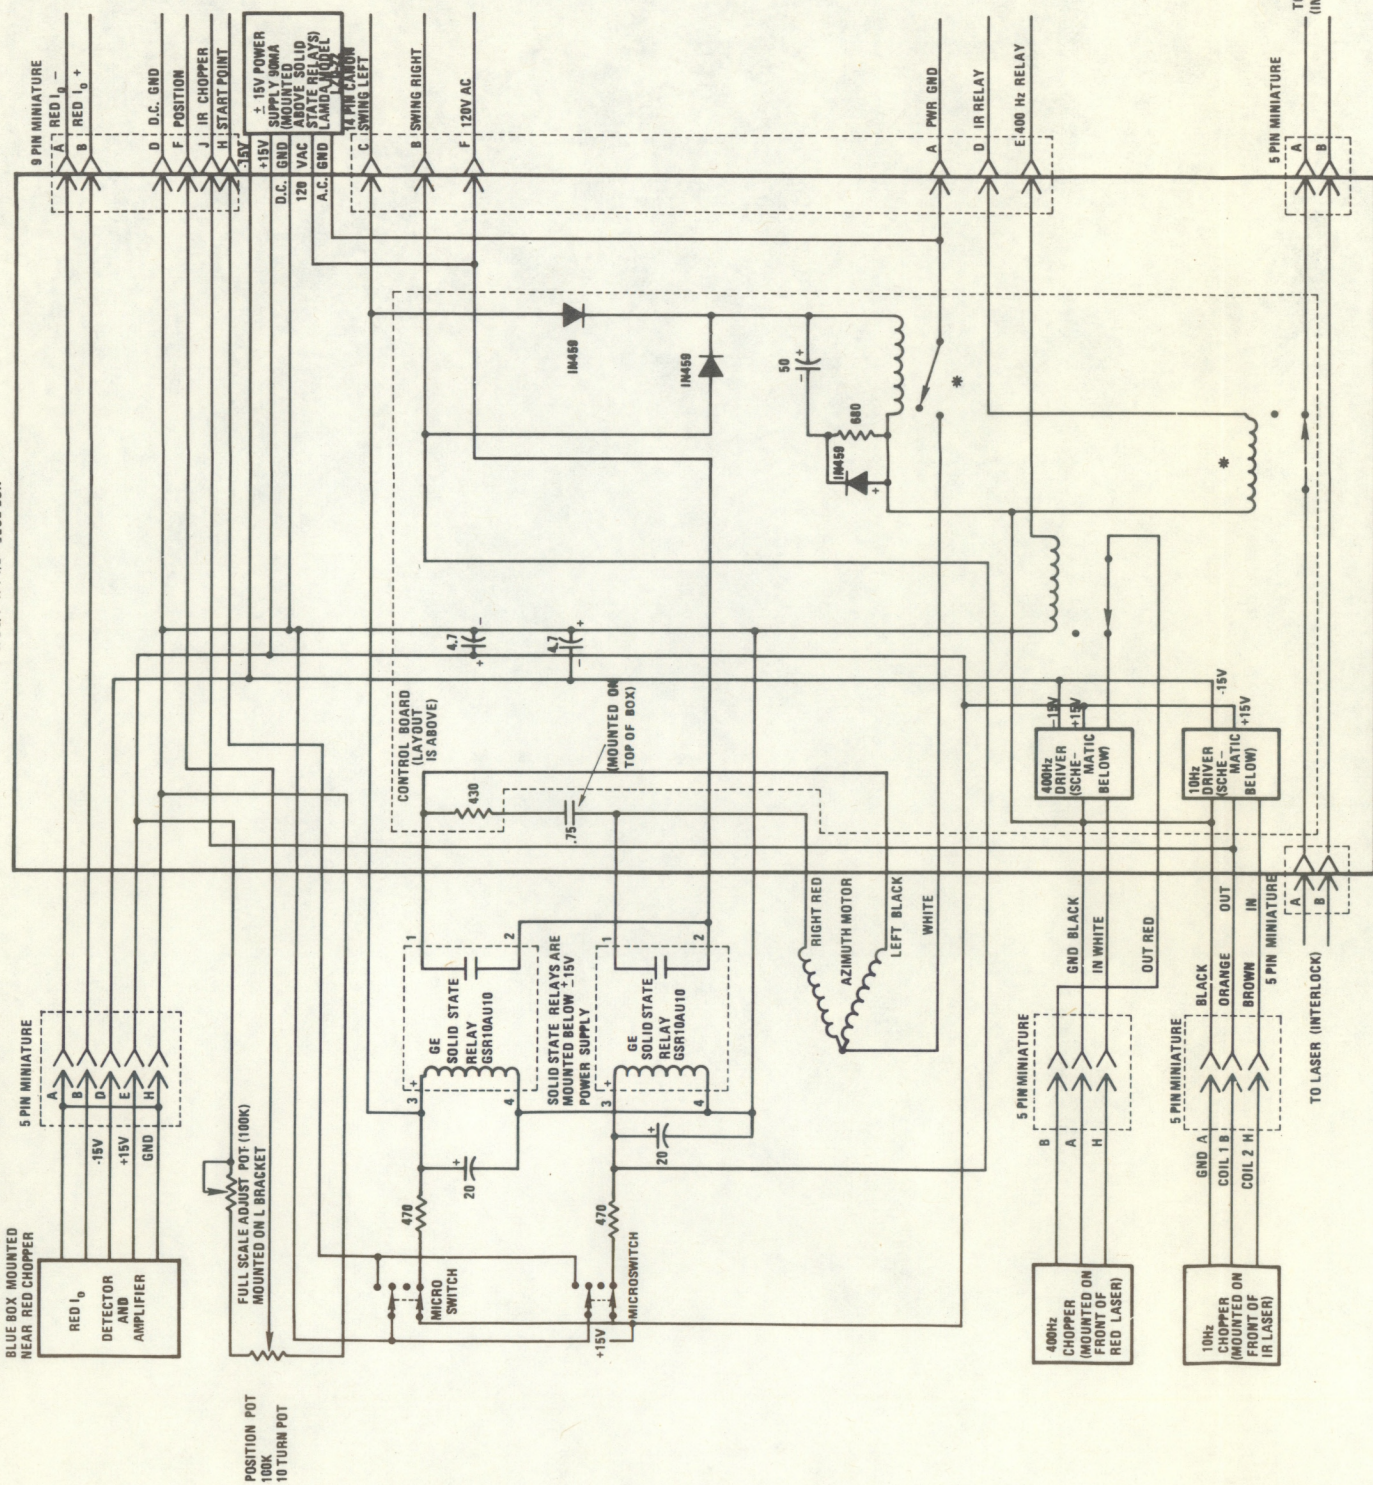 9 PIN MINIATURE
A RED I0 -
B RED I0 +
D D.C. GND
F POSITION
J IR CHOPPER
H START POINT
± 15V POWER
SUPPLY 90MA
(MOUNTED
ABOVE SOLID
STATE RELAYS)
LAMDA MODEL
-15V
+15V
D.C. GND
120 VAC
A.C. GND
14 PIN CANON
C SWING LEFT
B SWING RIGHT
F 120V AC
A PWR GND
D IR RELAY
E 400 Hz RELAY
5 PIN MINIATURE
A
B
IN459
IN459
50
+
-
680
IN459
+
*
*
4.7
-
+
4.7
+
-
CONTROL BOARD
(LAYOUT
IS ABOVE)
430
.75
(MOUNTED ON
TOP OF BOX)
-15V
+15V
400Hz
DRIVER
(SCHE-
MATIC
BELOW)
-15V
+15V
10Hz
DRIVER
(SCHE-
MATIC
BELOW)
RIGHT RED
AZIMUTH MOTOR
LEFT BLACK
WHITE
GND BLACK
IN WHITE
OUT RED
BLACK
ORANGE
BROWN
OUT
IN
5 PIN MINIATURE
A
B
TO LASER (INTERLOCK)
5 PIN MINIATURE
A
B
D
E
H
-15V
+15V
GND
BLUE BOX MOUNTED
NEAR RED CHOPPER
RED I0
DETECTOR
AND
AMPLIFIER
FULL SCALE ADJUST POT (100K)
MOUNTED ON L BRACKET
POSITION POT
100K
10 TURN POT
1
2
GE
SOLID STATE
RELAY
GSR10AU10
3
+
4
SOLID STATE RELAYS ARE
MOUNTED BELOW ±15V
POWER SUPPLY
1
2
GE
SOLID STATE
RELAY
GSR10AU10
3
+
4
20
+
20
+
470
470
MICRO
SWITCH
MICROSWITCH
+15V
5 PIN MINIATURE
B
A
H
400Hz
CHOPPER
(MOUNTED ON
FRONT OF
RED LASER)
5 PIN MINIATURE
GND A
COIL 1 B
COIL 2 H
10Hz
CHOPPER
(MOUNTED ON
FRONT OF
IR LASER)